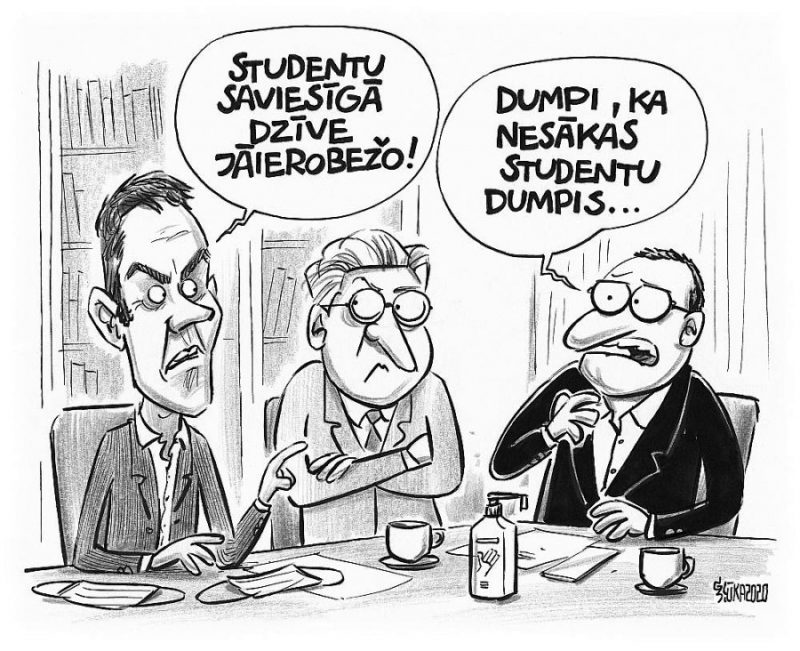 STUDENTU
SAVIESĪGĀ
DZĪVE
JĀIEROBEŽO!
DUMPI, KA
NESĀKAS
STUDENTU
DUMPIS...